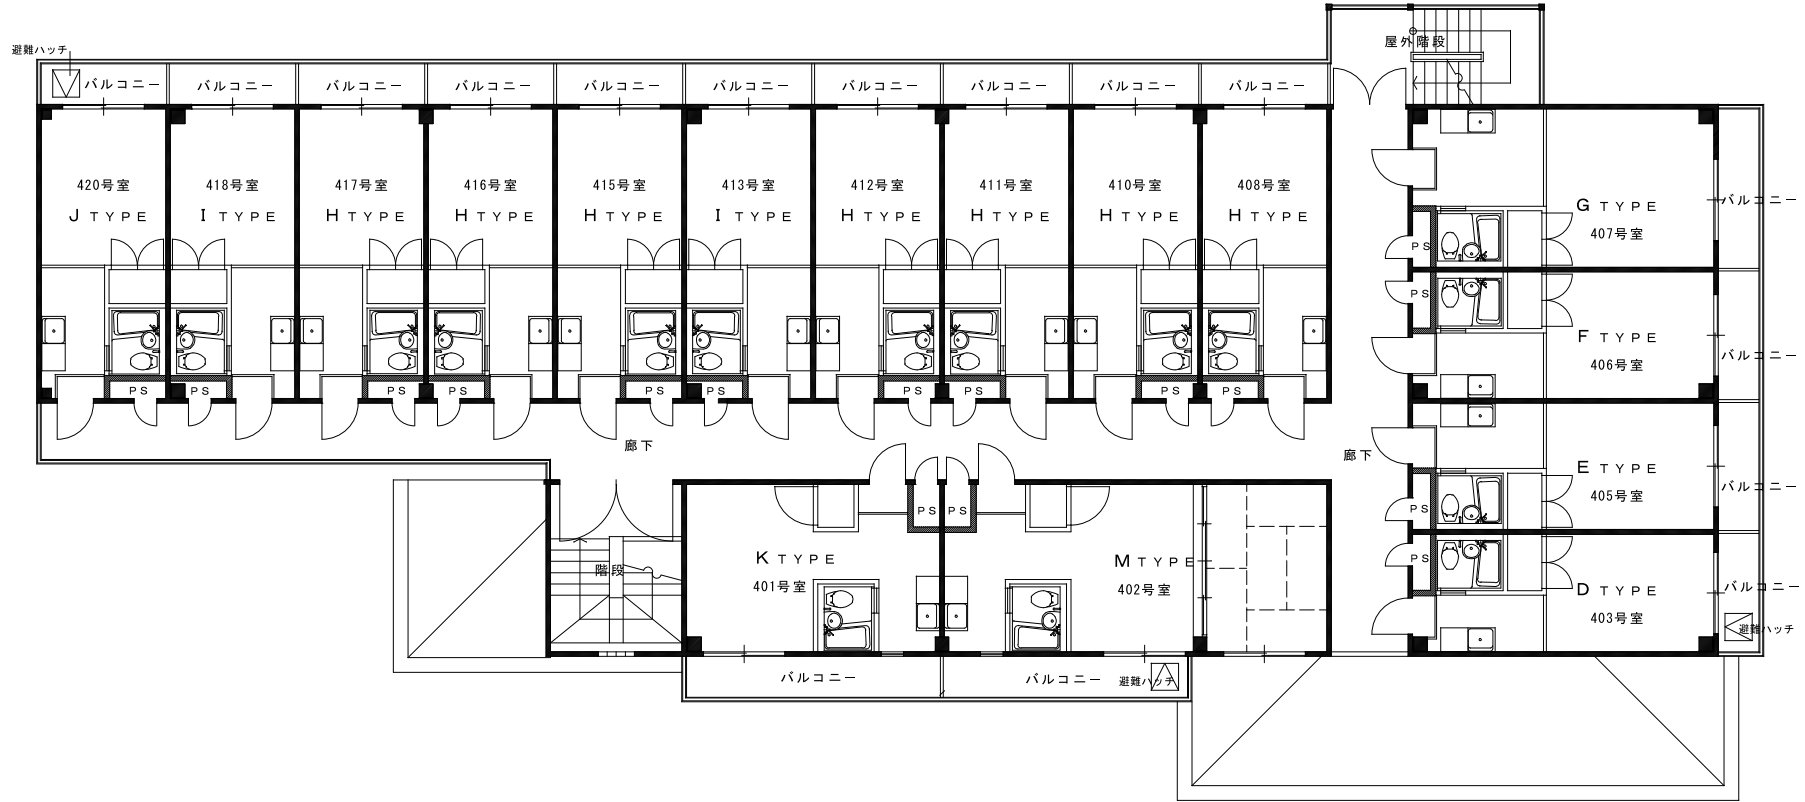 屋外階段
避難ハッチ
バルコニー
バルコニー
バルコニー
バルコニー
バルコニー
バルコニー
バルコニー
バルコニー
バルコニー
バルコニー
420号室
J TYPE
418号室
I TYPE
417号室
H TYPE
416号室
H TYPE
415号室
H TYPE
413号室
I TYPE
412号室
H TYPE
411号室
H TYPE
410号室
H TYPE
408号室
H TYPE
G TYPE
407号室
バルコニー
PS
PS
F TYPE
406号室
バルコニー
PS
PS
PS
PS
PS
PS
PS
PS
PS
PS
廊下
廊下
E TYPE
405号室
バルコニー
PS
PS
PS
PS
K TYPE
401号室
M TYPE
402号室
階段
D TYPE
403号室
バルコニー
避難ハッチ
バルコニー
バルコニー
避難ハッチ